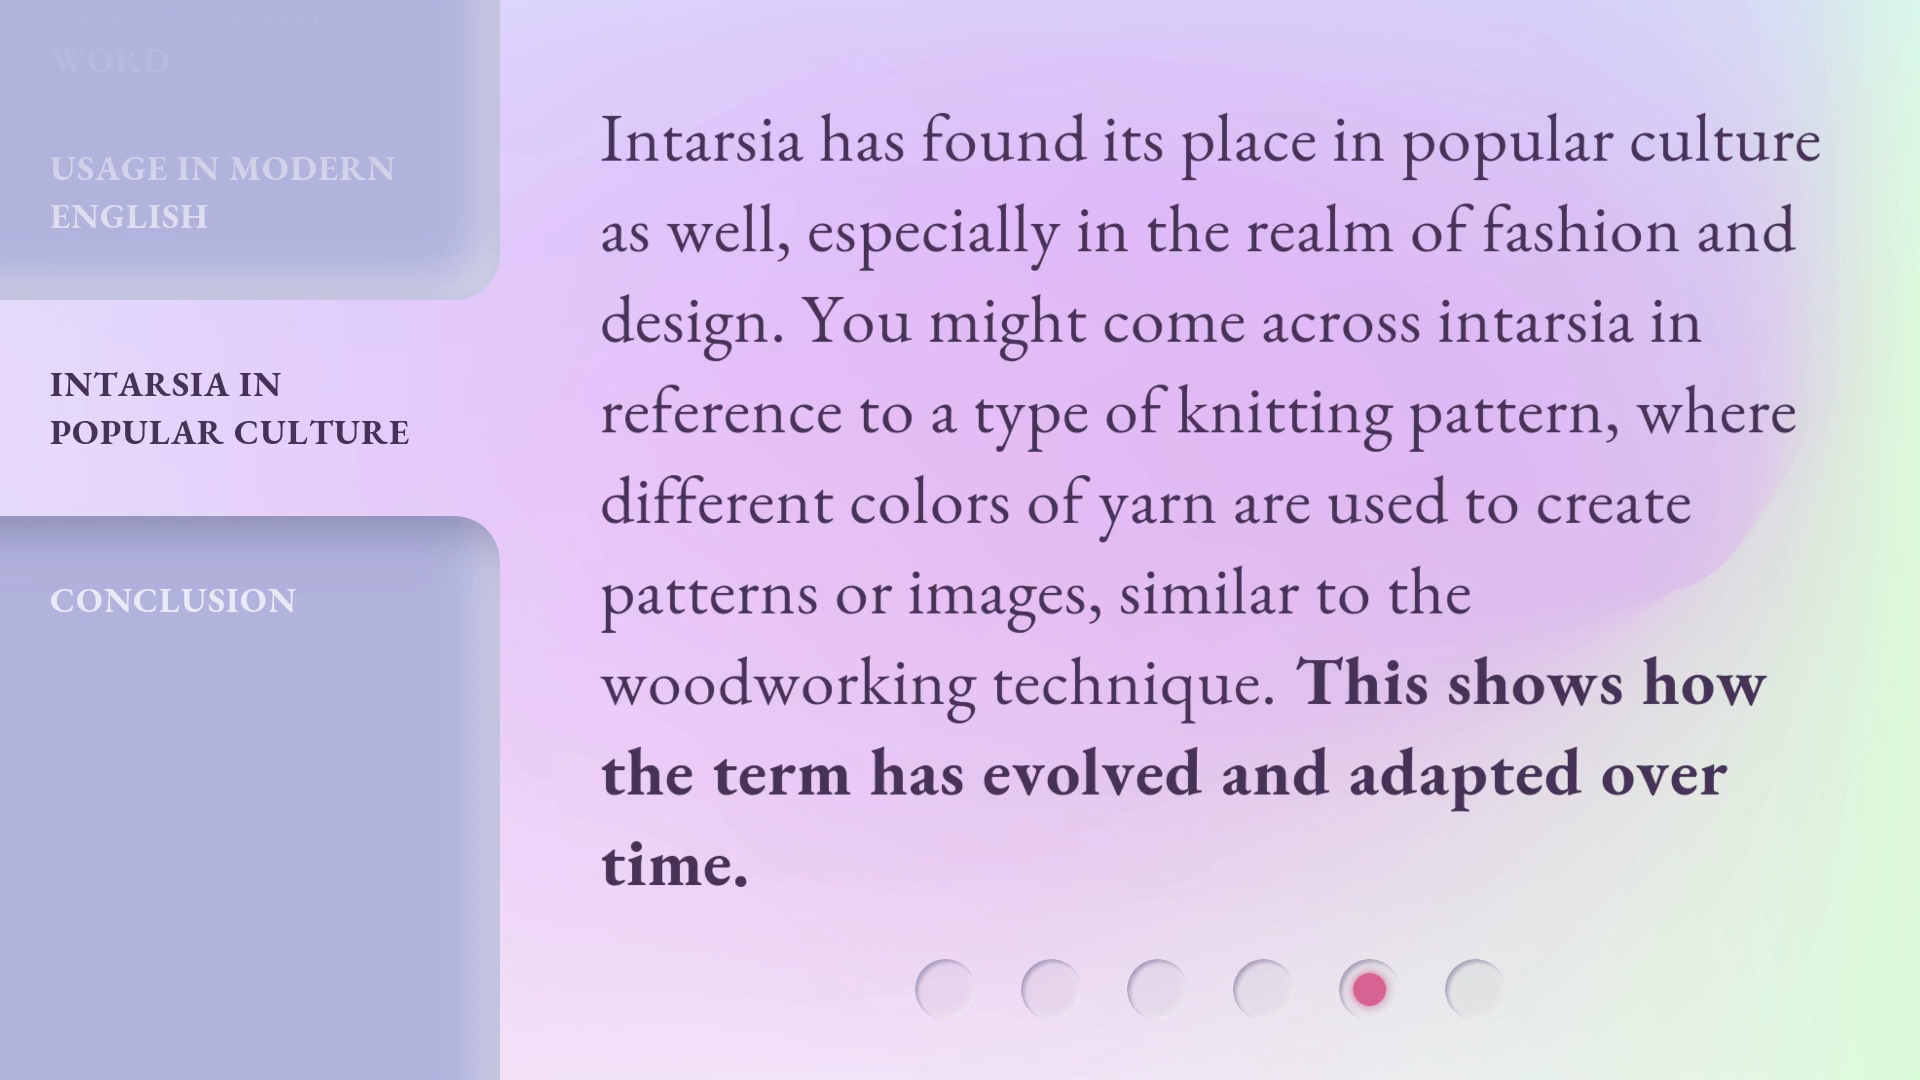 WORD
USAGE IN MODERN
ENGLISH
INTARSIA IN
POPULAR CULTURE
CONCLUSION
Intarsia has found its place in popular culture
as well, especially in the realm of fashion and
design. You might come across intarsia in
reference to a type of knitting pattern, where
different colors of yarn are used to create
patterns or images, similar to the
woodworking technique. This shows how
the term has evolved and adapted over
time.